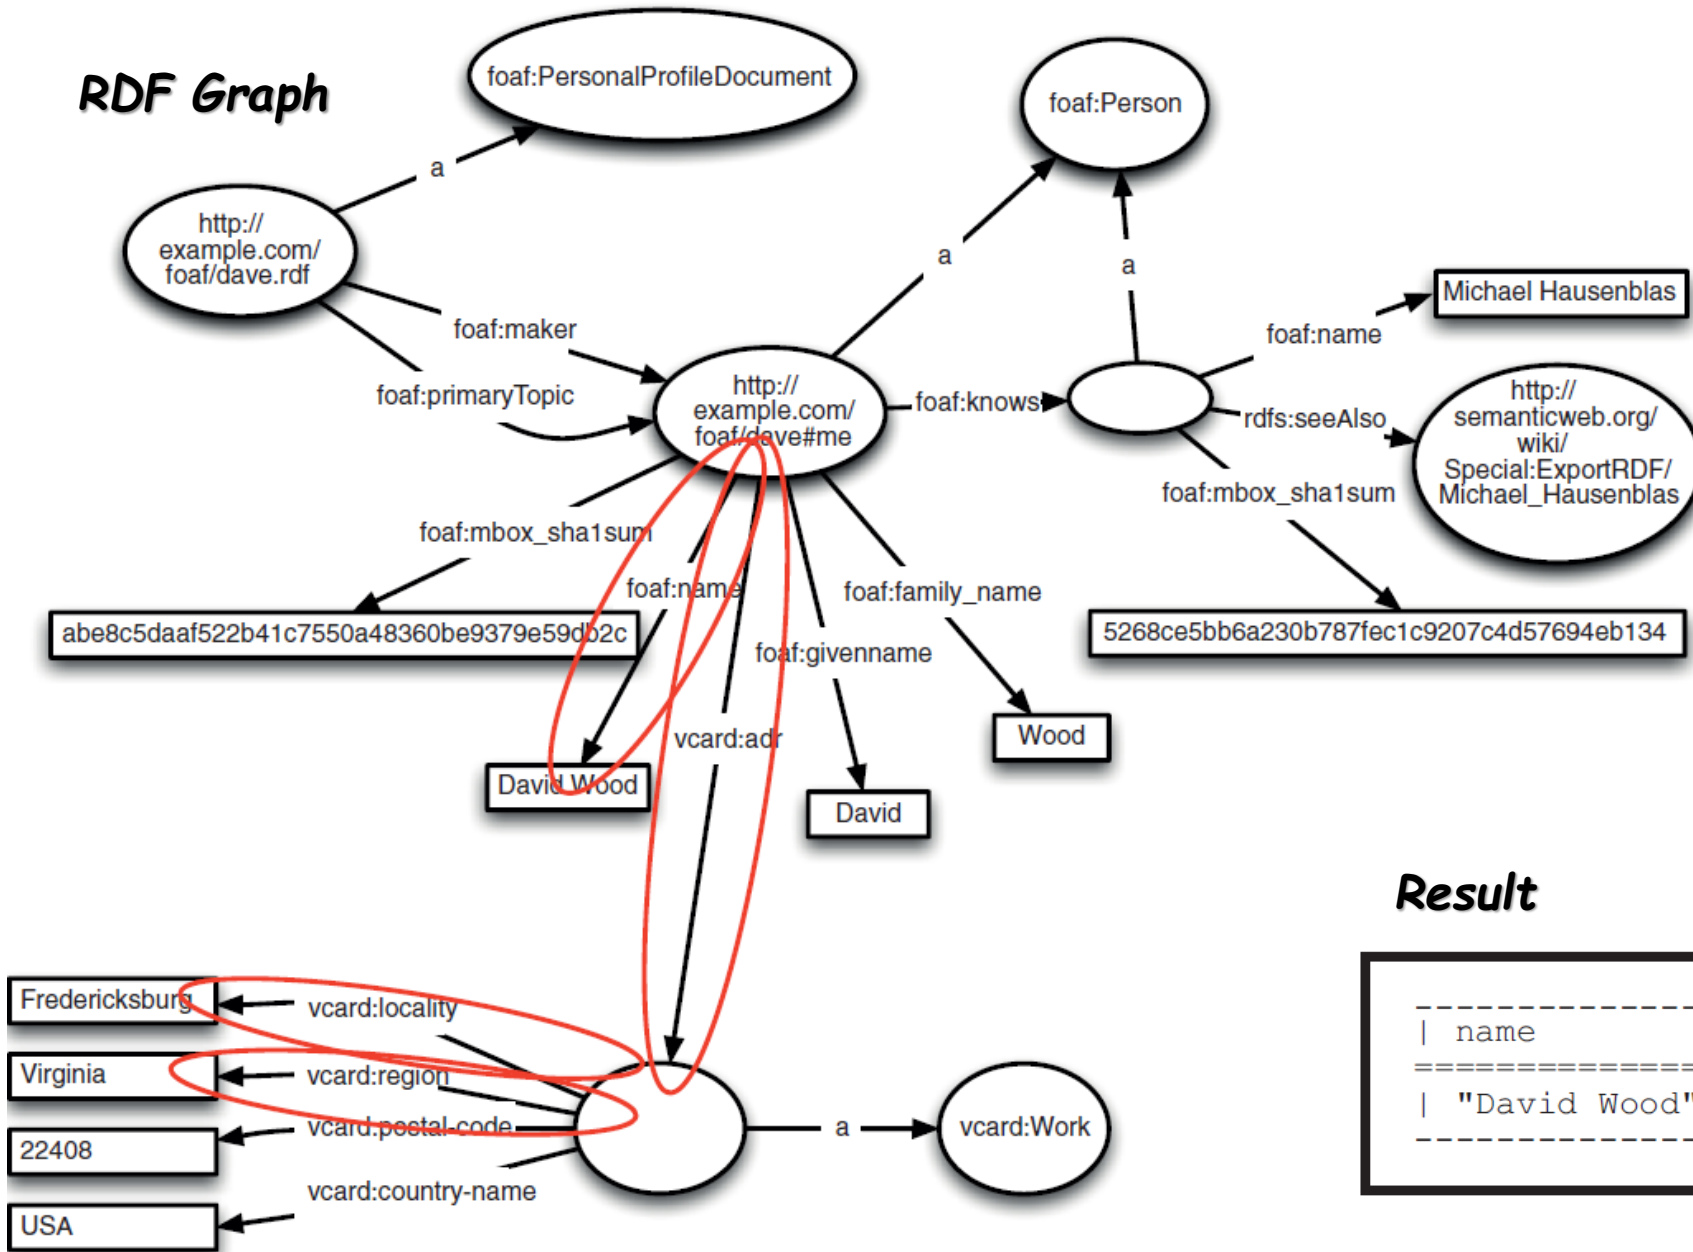 RDF Graph
foaf:PersonalProfileDocument
foaf:Person
a
http://
example.com/
foaf/dave.rdf
a
a
Michael Hausenblas
foaf:name
foaf:maker
foaf:primaryTopic
http://
example.com/
foaf/dave#me
foaf:knows
rdfs:seeAlso
http://
semanticweb.org/
wiki/
Special:ExportRDF/
Michael_Hausenblas
foaf:mbox_sha1sum
foaf:mbox_sha1sum
foaf:name
foaf:family_name
abe8c5daaf522b41c7550a48360be9379e59db2c
5268ce5bb6a230b787fec1c9207c4d57694eb134
foaf:givenname
vcard:adr
Wood
David Wood
David
Result
Fredericksburg
vcard:locality
Virginia
vcard:region
22408
vcard:postal-code
vcard:country-name
USA
a
vcard:Work
---------------
| name
===============
| "David Wood"
---------------